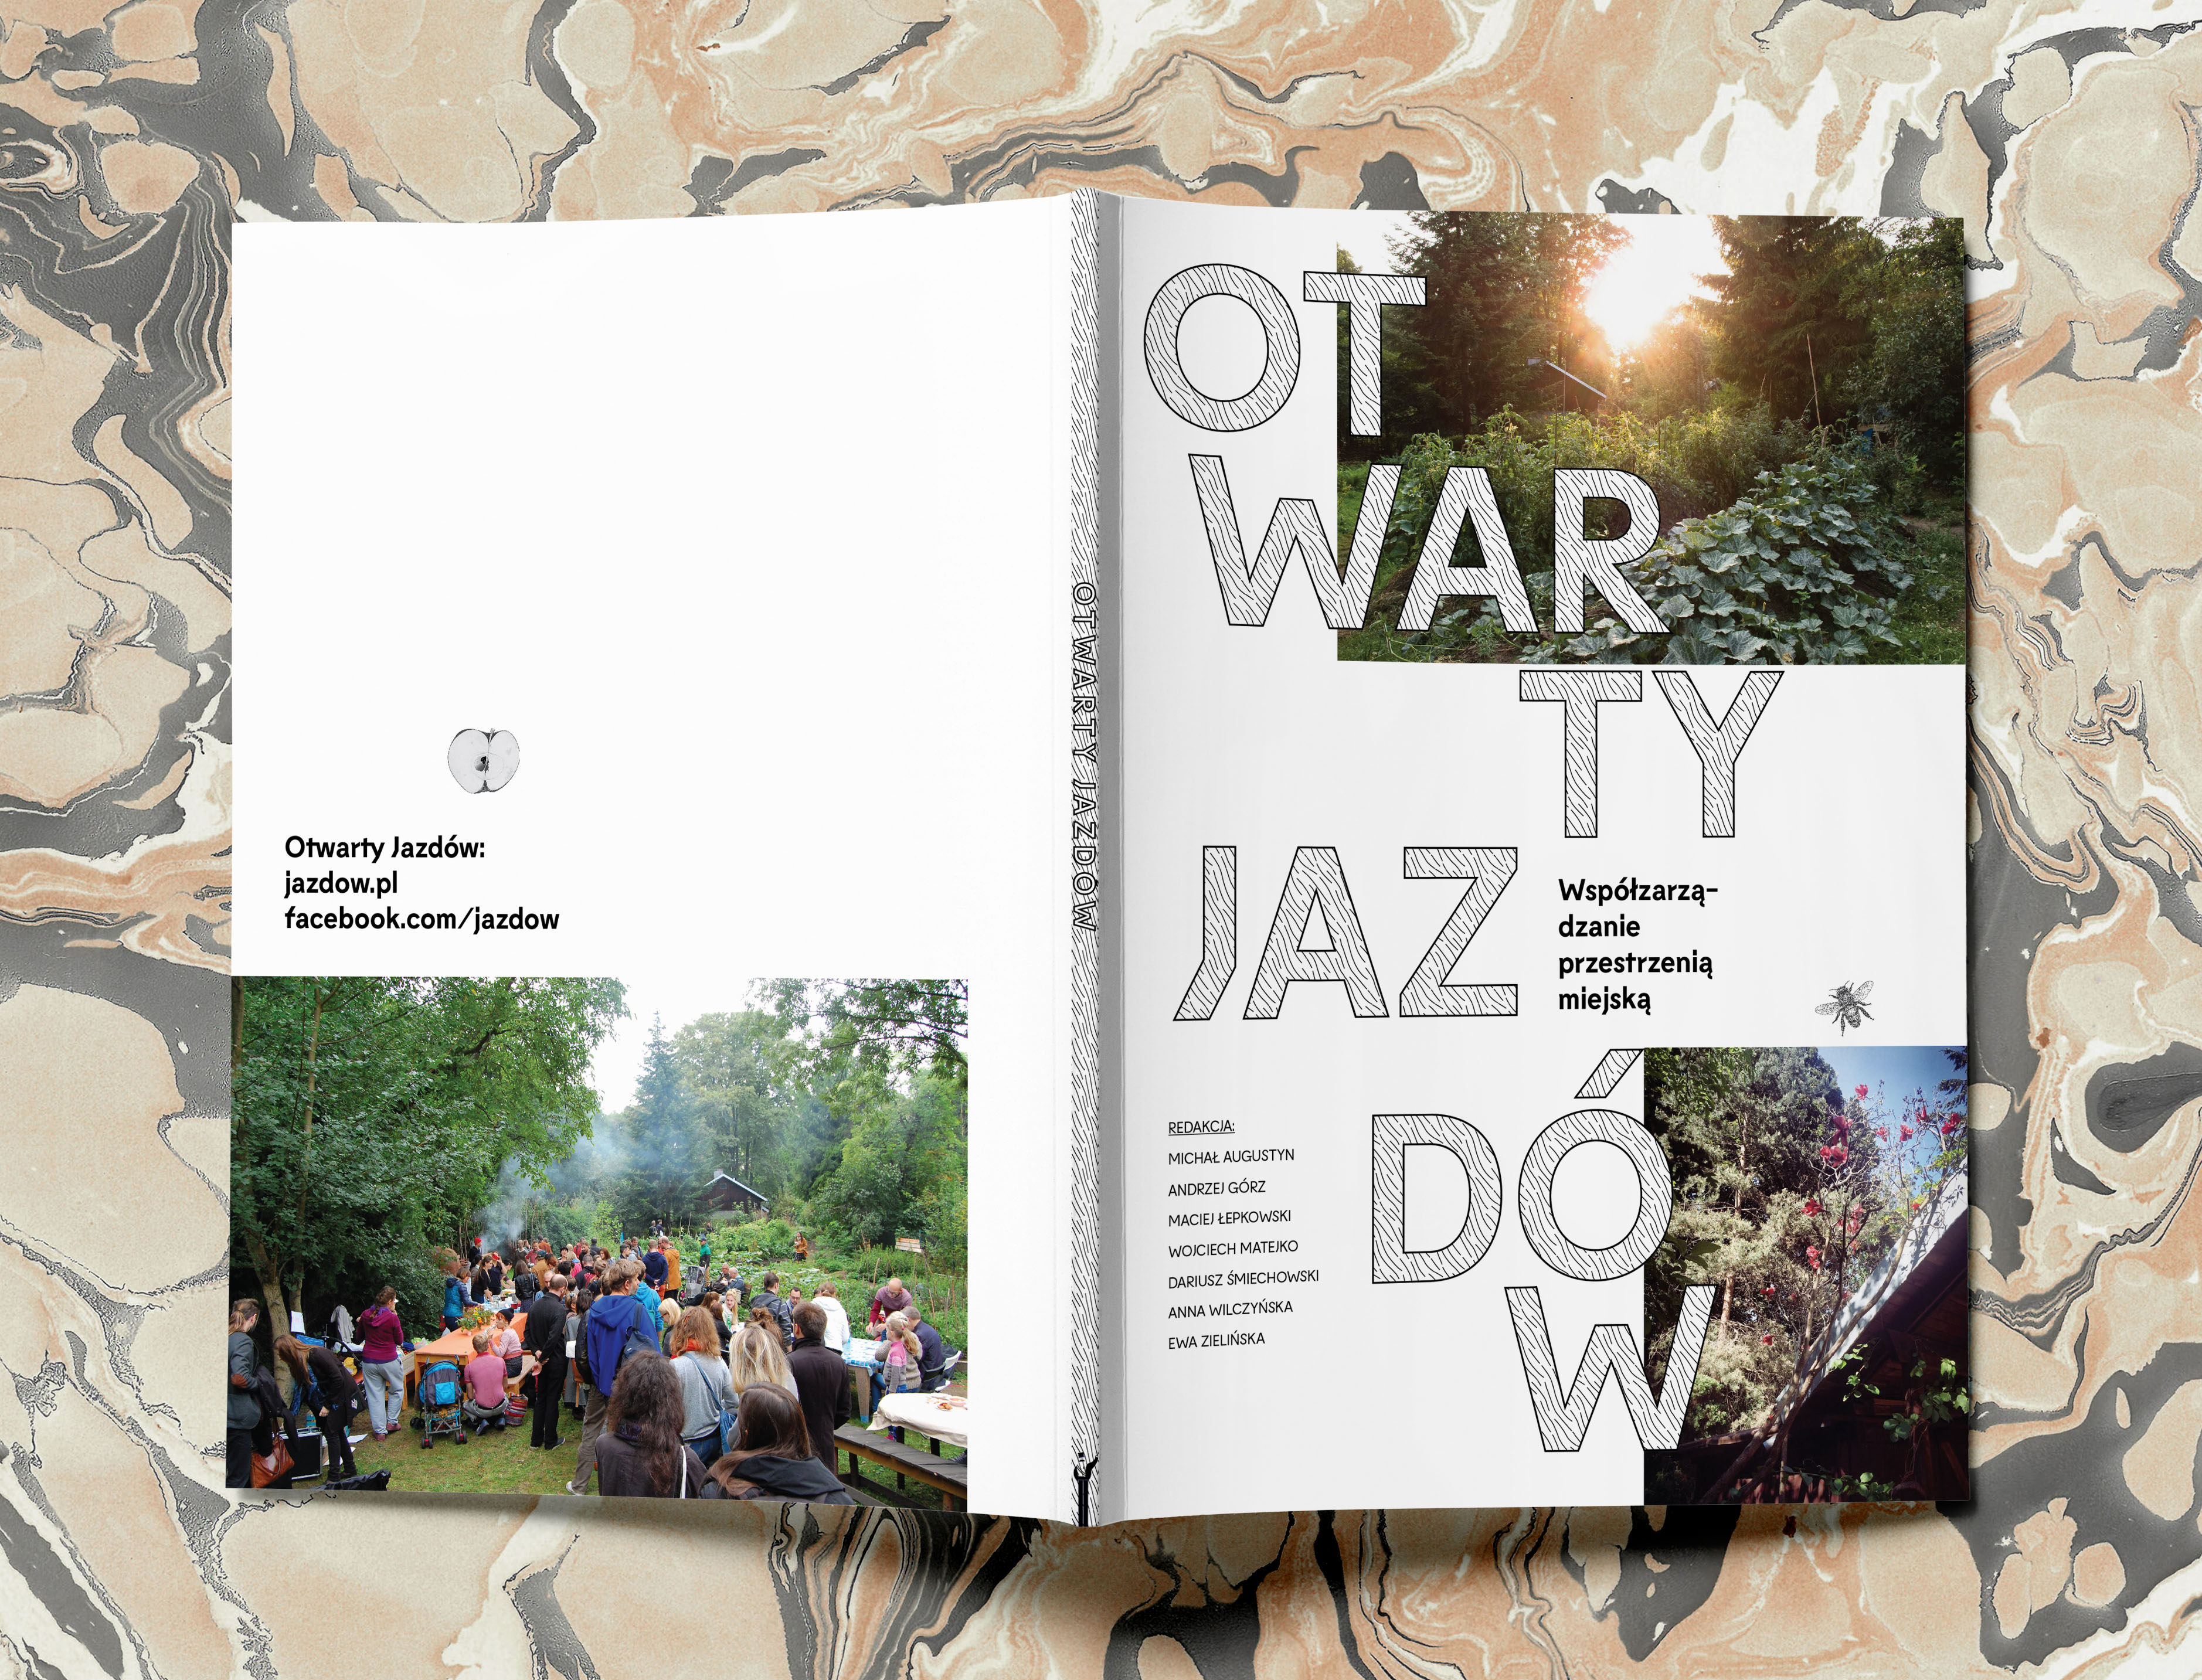 Otwarty Jazdów:
jazdow.pl
facebook.com/jazdow
OTWARTY JAZDÓW
OT
WAR
TY
JAZ
DÓ
W
Współzarzą-
dzanie
przestrzenią
miejską
REDAKCJA:
MICHAŁ AUGUSTYN
ANDRZEJ GÓRZ
MACIEJ ŁEPKOWSKI
WOJCIECH MATEJKO
DARIUSZ ŚMIECHOWSKI
ANNA WILCZYŃSKA
EWA ZIELIŃSKA